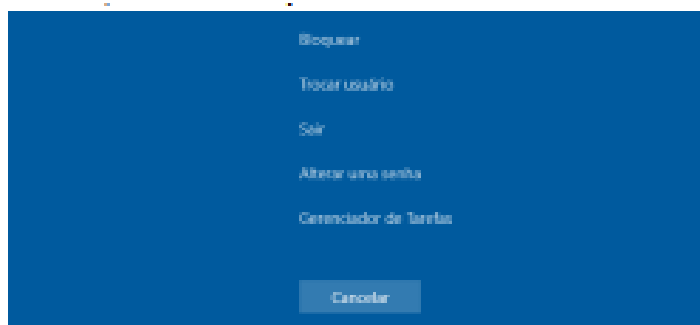 Bloquear
Trocar usuário
Sair
Alterar uma senha
Gerenciador de Tarefas
Cancelar